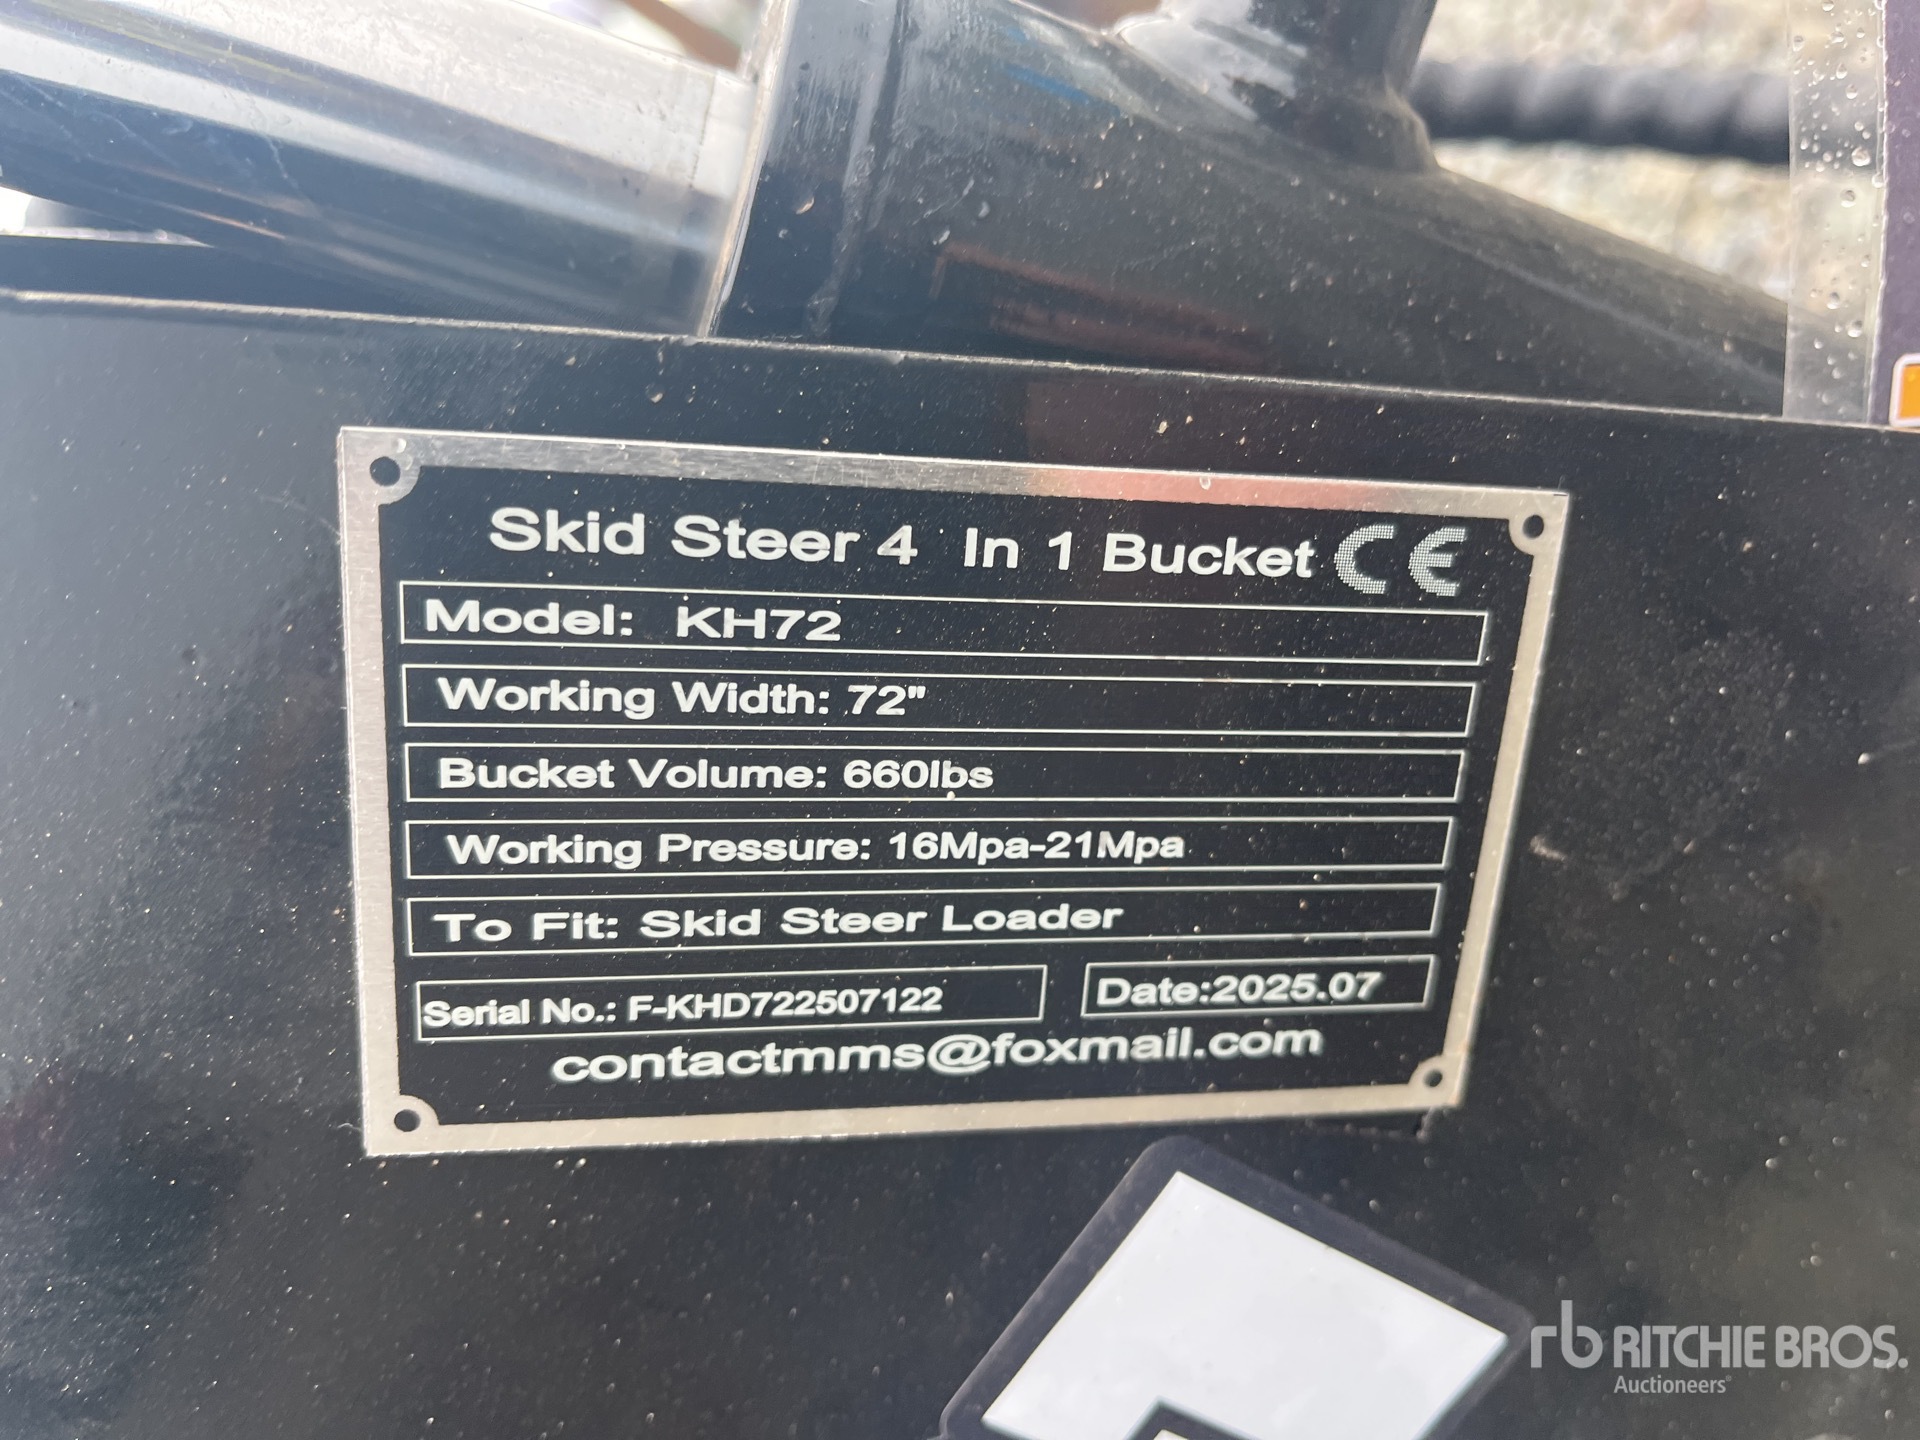 Skid Steer 4 In 1 Bucket CE
Model: KH72
Working Width: 72"
Bucket Volume: 660lbs
Working Pressure: 16Mpa-21Mpa
To Fit: Skid Steer Loader
Serial No.: F-KHD722507122 Date:2025.07
contactmms@foxmail.com
rb RITCHIE BROS.
Auctioneers